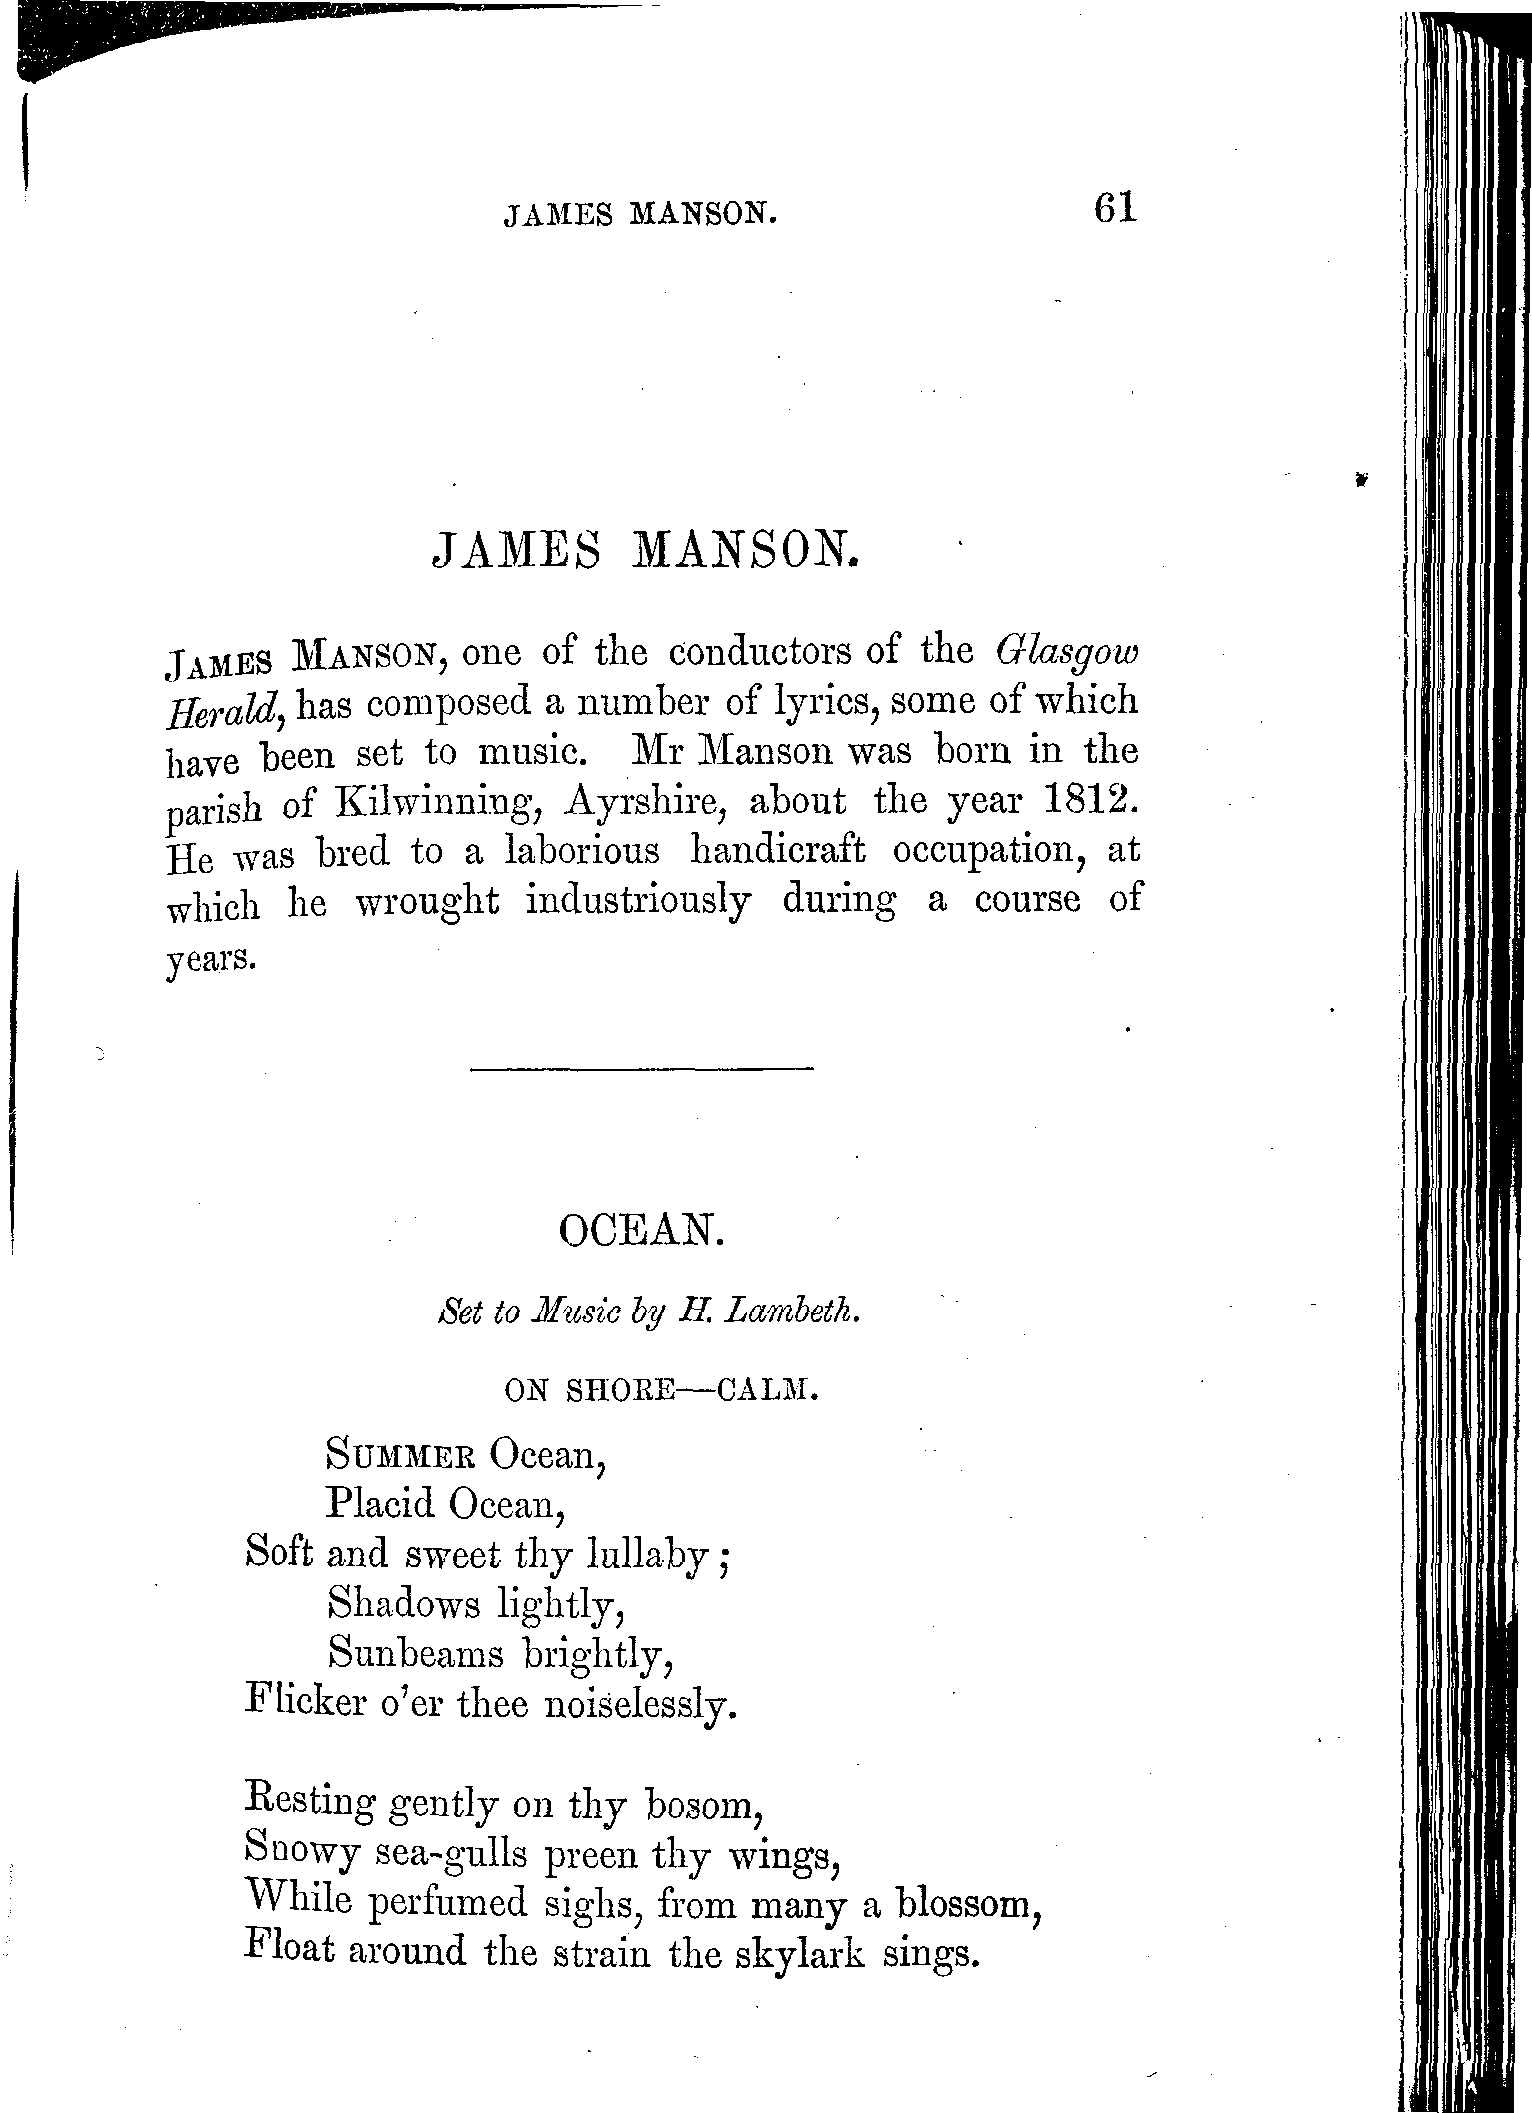 JAMES MANSON. 61
JAMES MANSON.
JAMES MANSON, one of the conductors of the Glasgow
Herald, has composed a number of lyrics, some of which
have been set to music. Mr Manson was born in the
parish of Kilwinning, Ayrshire, about the year 1812.
He was bred to a laborious handicraft occupation, at
which he wrought industriously during a course of
years.
OCEAN.
Set to Music by H. Lambeth.
ON SHORE—CALM.
SUMMER Ocean,
Placid Ocean,
Soft and sweet thy lullaby;
Shadows lightly,
Sunbeams brightly,
Flicker o'er thee noiselessly.
Resting gently on thy bosom,
Snowy sea-gulls preen thy wings,
While perfumed sighs, from many a blossom,
Float around the strain the skylark sings.